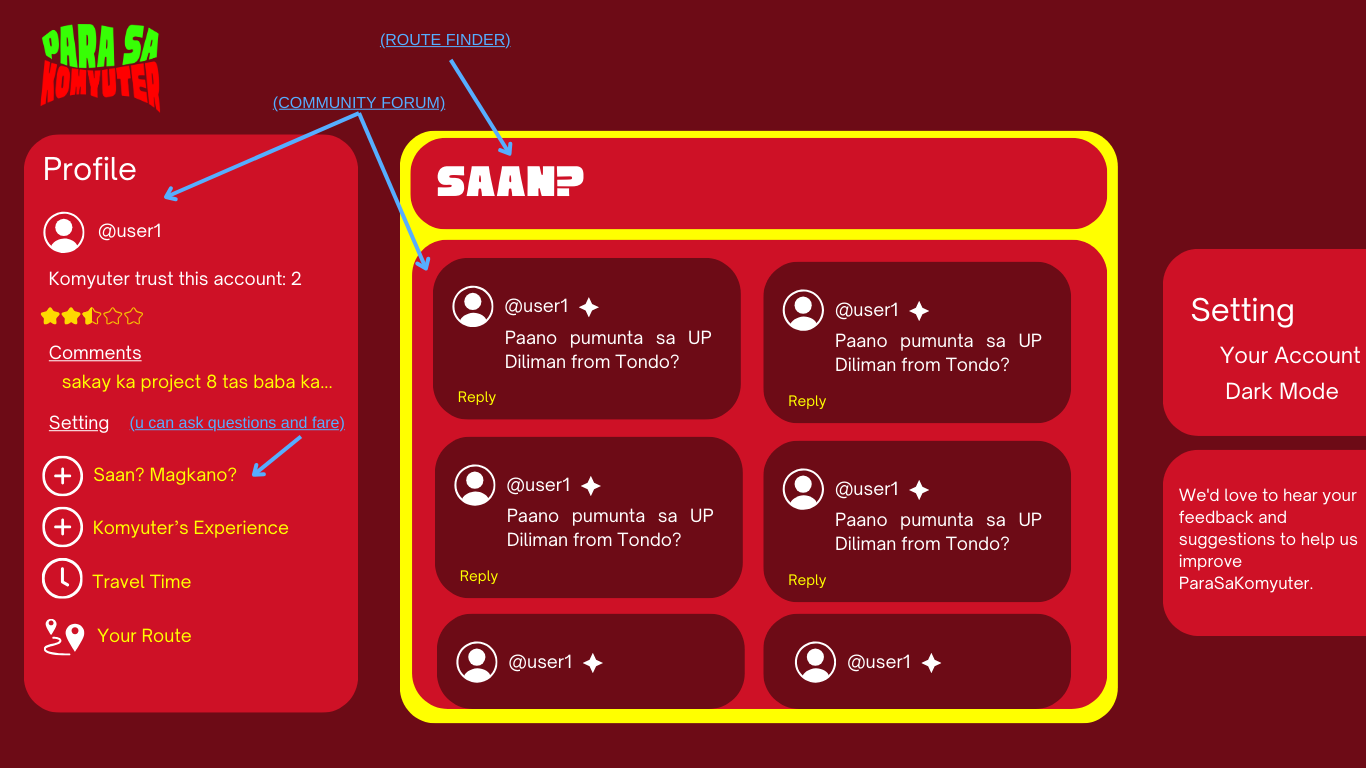 PARA SA
KOMYUTER
(ROUTE FINDER)
(COMMUNITY FORUM)
Profile
@user1
Komyuter trust this account: 2
Comments
sakay ka project 8 tas baba ka...
Setting
(u can ask questions and fare)
Saan? Magkano?
Komyuter’s Experience
Travel Time
Your Route
SAAN?
@user1
Paano pumunta sa UP
Diliman from Tondo?
Reply
@user1
Paano pumunta sa UP
Diliman from Tondo?
Reply
@user1
Paano pumunta sa UP
Diliman from Tondo?
Reply
@user1
Paano pumunta sa UP
Diliman from Tondo?
Reply
@user1
@user1
Setting
Your Account
Dark Mode
We'd love to hear your
feedback and
suggestions to help us
improve
ParaSaKomyuter.